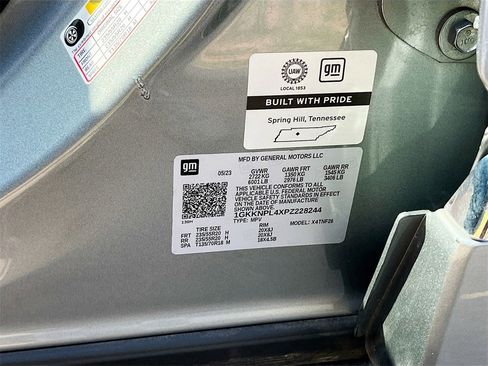 UAW
LOCAL 1853
gm
BUILT WITH PRIDE
Spring Hill, Tennessee
gm
MFD BY GENERAL MOTORS LLC
05/23 GVWR GAWR FRT GAWR RR
2722 KG 1350 KG 1545 KG
6001 LB 2976 LB 3406 LB
THIS VEHICLE CONFORMS TO ALL
APPLICABLE U.S. FEDERAL MOTOR
VEHICLE SAFETY STANDARDS IN
EFFECT ON THE DATE OF MANUFACTURE
SHOWN ABOVE.
1GKKNPL4XPZ228244
TYPE: MPV MODEL: X4TNF26
TIRE SIZE RIM
FRT 235/55R20 H 20X8J
RR 235/55R20 H 20X8J
SPA T135/70R18 M 18X4.5B